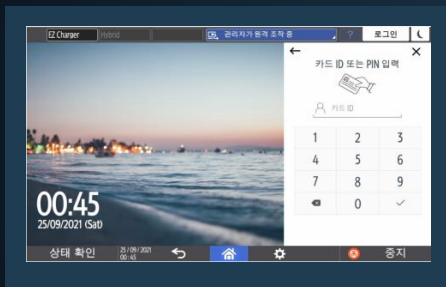 EZ Charger
Hybrid
관리자가 원격 조작 중
?
로그인
카드 ID 또는 PIN 입력
카드 ID
1 2 3
4 5 6
7 8 9
0
00:45
25/09/2021 (Sat)
상태 확인
25/09/2021
00:45
중지